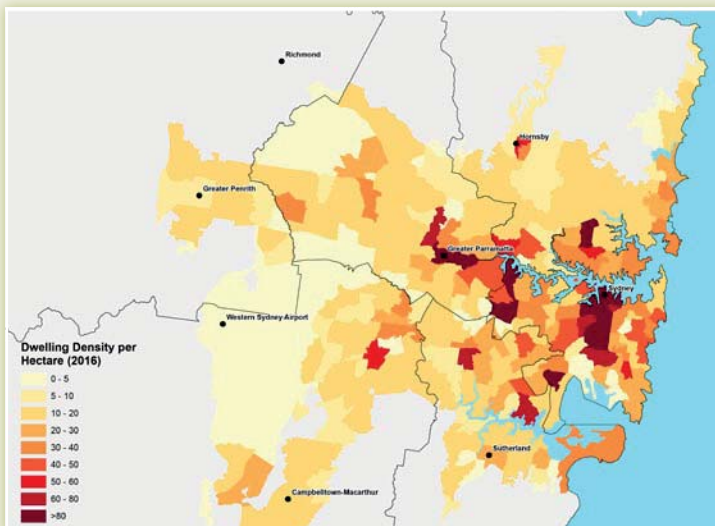 Richmond
Hornsby
Greater Penrith
Greater Parramatta
Sydney
Western Sydney Airport
Dwelling Density per
Hectare (2016)
0 - 5
5 - 10
10 - 20
20 - 30
30 - 40
40 - 50
50 - 60
60 - 80
>80
Sutherland
Campbelltown-Macarthur